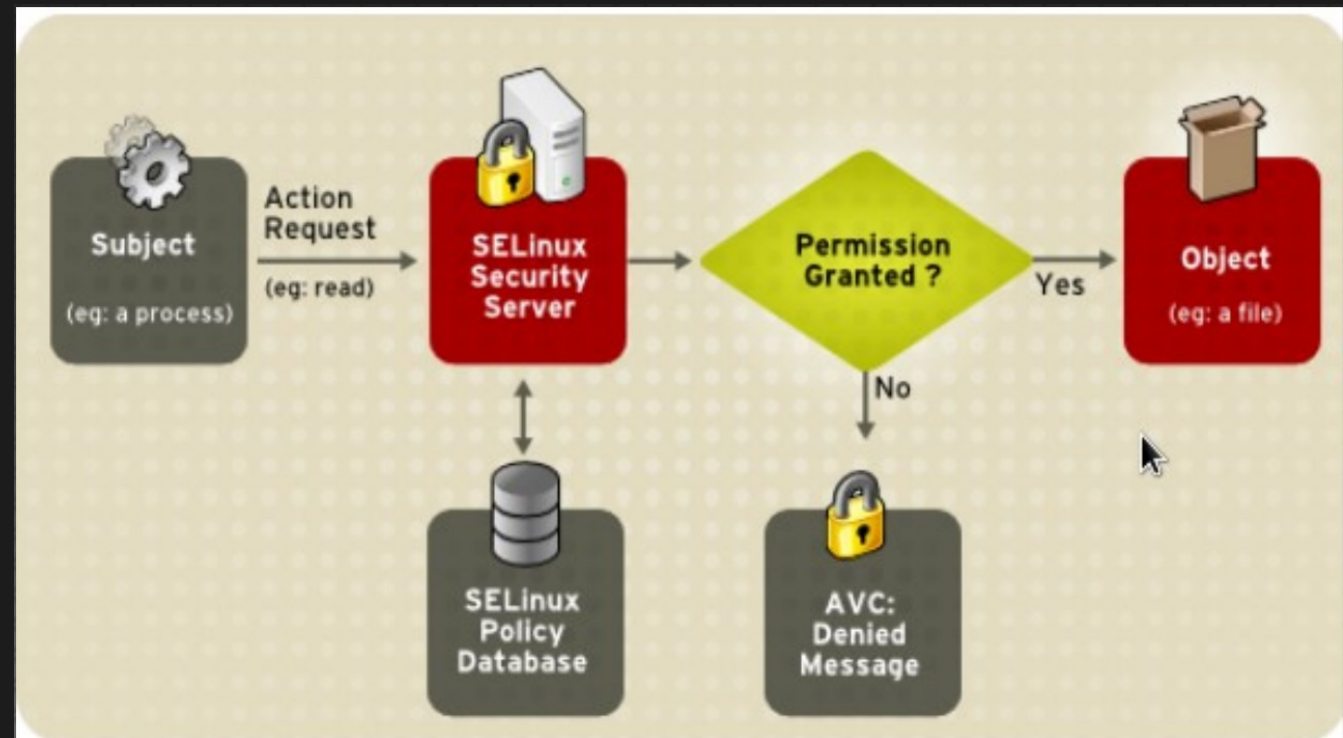 Subject
(eg: a process)
Action
Request
(eg: read)
SELinux
Security
Server
Permission
Granted ?
Yes
Object
(eg: a file)
No
SELinux
Policy
Database
AVC:
Denied
Message